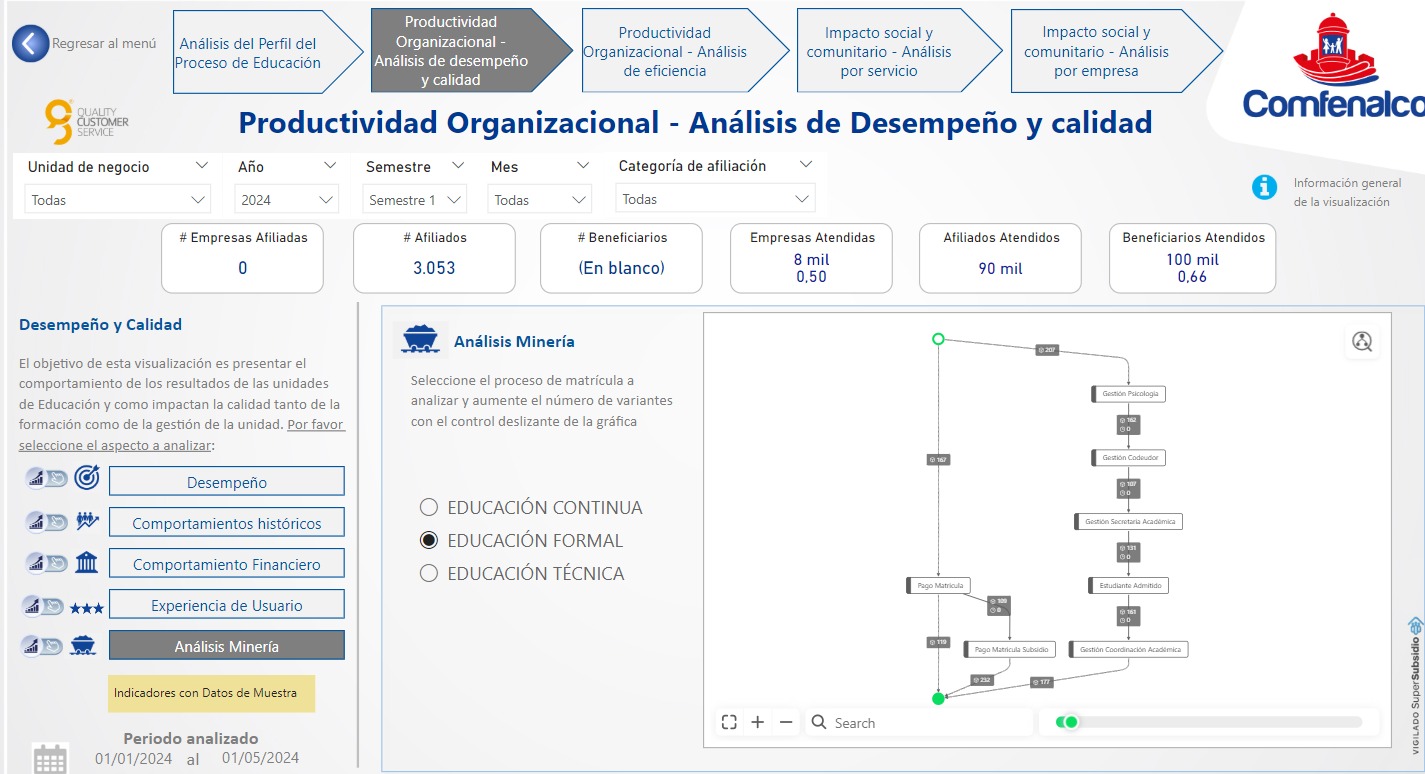 Regresar al menú
Análisis del Perfil del
Proceso de Educación
Productividad
Organizacional -
Análisis de desempeño
y calidad
Productividad
Organizacional - Análisis
de eficiencia
Impacto social y
comunitario - Análisis
por servicio
Impacto social y
comunitario - Análisis
por empresa
Comfenalco
QUALITY
CUSTOMER
SERVICE
Productividad Organizacional - Análisis de Desempeño y calidad
Unidad de negocio
Todas
Año
2024
Semestre
Semestre 1
Mes
Todas
Categoría de afiliación
Todas
Información general
de la visualización
# Empresas Afiliadas
0
# Afiliados
3.053
# Beneficiarios
(En blanco)
Empresas Atendidas
8 mil
0,50
Afiliados Atendidos
90 mil
Beneficiarios Atendidos
100 mil
0,66
Desempeño y Calidad
El objetivo de esta visualización es presentar el
comportamiento de los resultados de las unidades
de Educación y como impactan la calidad tanto de la
formación como de la gestión de la unidad. Por favor
seleccione el aspecto a analizar:
Desempeño
Comportamientos históricos
Comportamiento Financiero
Experiencia de Usuario
Análisis Minería
Indicadores con Datos de Muestra
Periodo analizado
01/01/2024 al 01/05/2024
Análisis Minería
Seleccione el proceso de matrícula a
analizar y aumente el número de variantes
con el control deslizante de la gráfica
EDUCACIÓN CONTINUA
EDUCACIÓN FORMAL
EDUCACIÓN TÉCNICA
207
Gestión Psicología
162
0
Gestión Codeudor
167
107
0
Gestión Secretaría Académica
131
0
Pago Matrícula
Estudiante Admitido
0
161
0
119
Pago Matricula Subsidio
Gestión Coordinación Académica
232
177
Search
VIGILADO SuperSubsidio